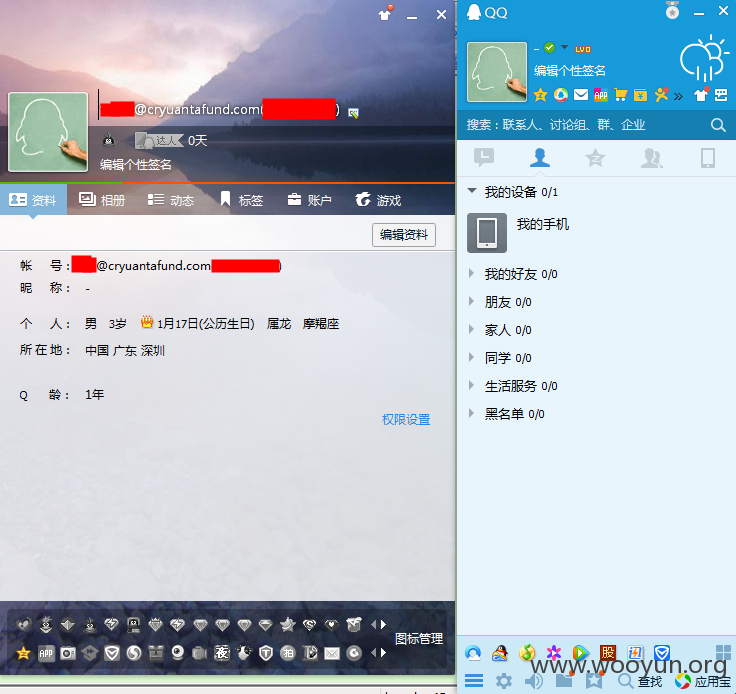 @cryuantafund.com( )
达人 0天
编辑个性签名
资料 相册 动态 标签 账户 游戏
编辑资料
帐 号: @cryuantafund.com )
昵 称: -
个 人: 男 3岁 1月17日(公历生日) 属龙 摩羯座
所在地: 中国 广东 深圳
Q 龄: 1年
权限设置
APP
夜
图标管理
QQ
- LV0
编辑个性签名
APP
搜索:联系人、讨论组、群、企业
我的设备 0/1
我的手机
我的好友 0/0
朋友 0/0
家人 0/0
同学 0/0
生活服务 0/0
黑名单 0/0
股
查找 应用宝
www.wooyun.org